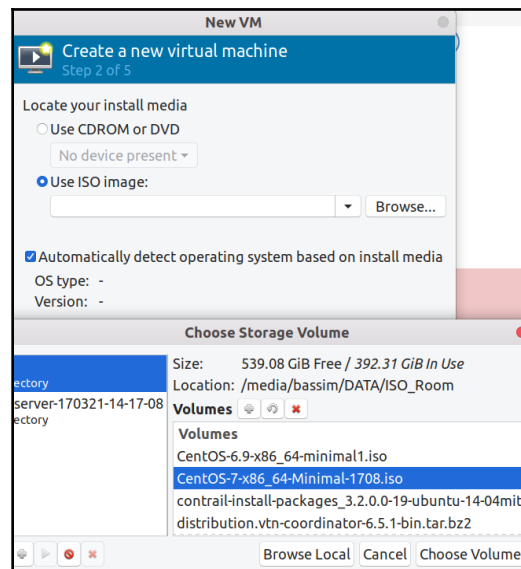 New VM
Create a new virtual machine
Step 2 of 5
Locate your install media
Use CDROM or DVD
No device present
Use ISO image:
Browse...
Automatically detect operating system based on install media
OS type: -
Version: -
Choose Storage Volume
ectory
server-170321-14-17-08
ectory
Size: 539.08 GiB Free / 392.31 GiB In Use
Location: /media/bassim/DATA/ISO_Room
Volumes
Volumes
CentOS-6.9-x86_64-minimal1.iso
CentOS-7-x86_64-Minimal-1708.iso
contrail-install-packages_3.2.0.0-19-ubuntu-14-04mit
distribution.vtn-coordinator-6.5.1-bin.tar.bz2
Browse Local Cancel Choose Volume